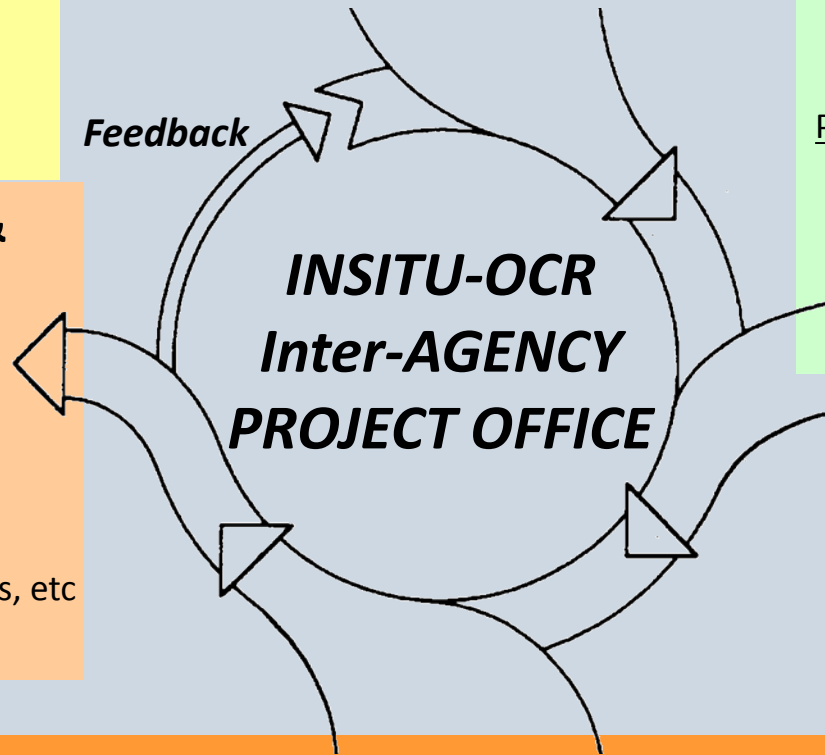 Feedback
P
&
INSITU-OCR
Inter-AGENCY
PROJECT OFFICE
s, etc